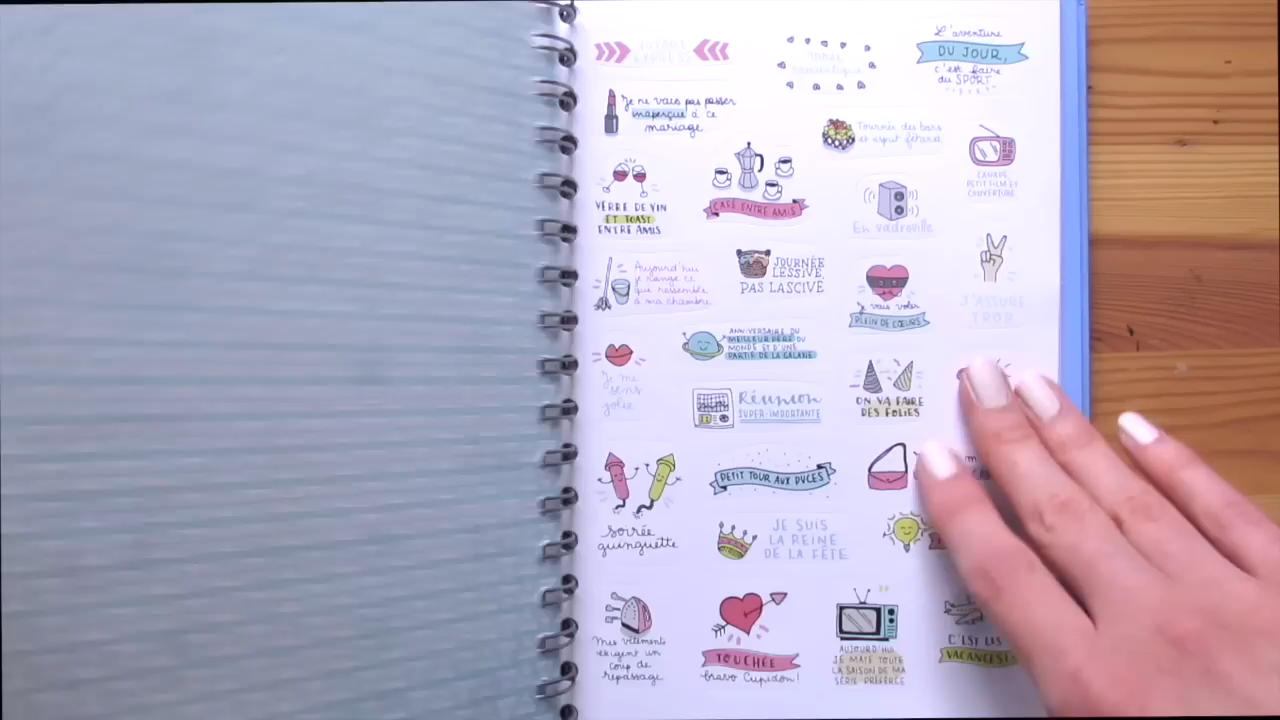 VOYAGE
EXPRESS
L'aventure
DU JOUR,
c'est faire
du SPORT
Je ne vais pas passer
inaperçue à ce
mariage
Tournée des bars
et esprit fêtard
CANAPÉ,
PETIT FILM ET
COUVERTURE
VERRE DE VIN
ET TOAST
ENTRE AMIS
CAFÉ ENTRE AMIS
En vadrouille
Aujourd'hui
je range ce
qui ressemble
à ma chambre
JOURNÉE
LESSIVE,
PAS LASCIVE
Je vais voler
PLEIN DE CŒURS
J'ASSURE
TROP
ANNIVERSAIRE DU
MEILLEUR PÈRE DU
MONDE ET D'UNE
PARTIE DE LA GALAXIE
Je me
sens
jolie
Réunion
SUPER-IMPORTANTE
ON VA FAIRE
DES FOLIES
PETIT TOUR AUX PUCES
soirée
guinguette
JE SUIS
LA REINE
DE LA FÊTE
Mes vêtements
exigent un
coup de
repassage
TOUCHÉE
bravo Cupidon!
AUJOURD'HUI,
JE MATE TOUTE
LA SAISON DE MA
SÉRIE PRÉFÉRÉE
C'EST LES
VACANCES!